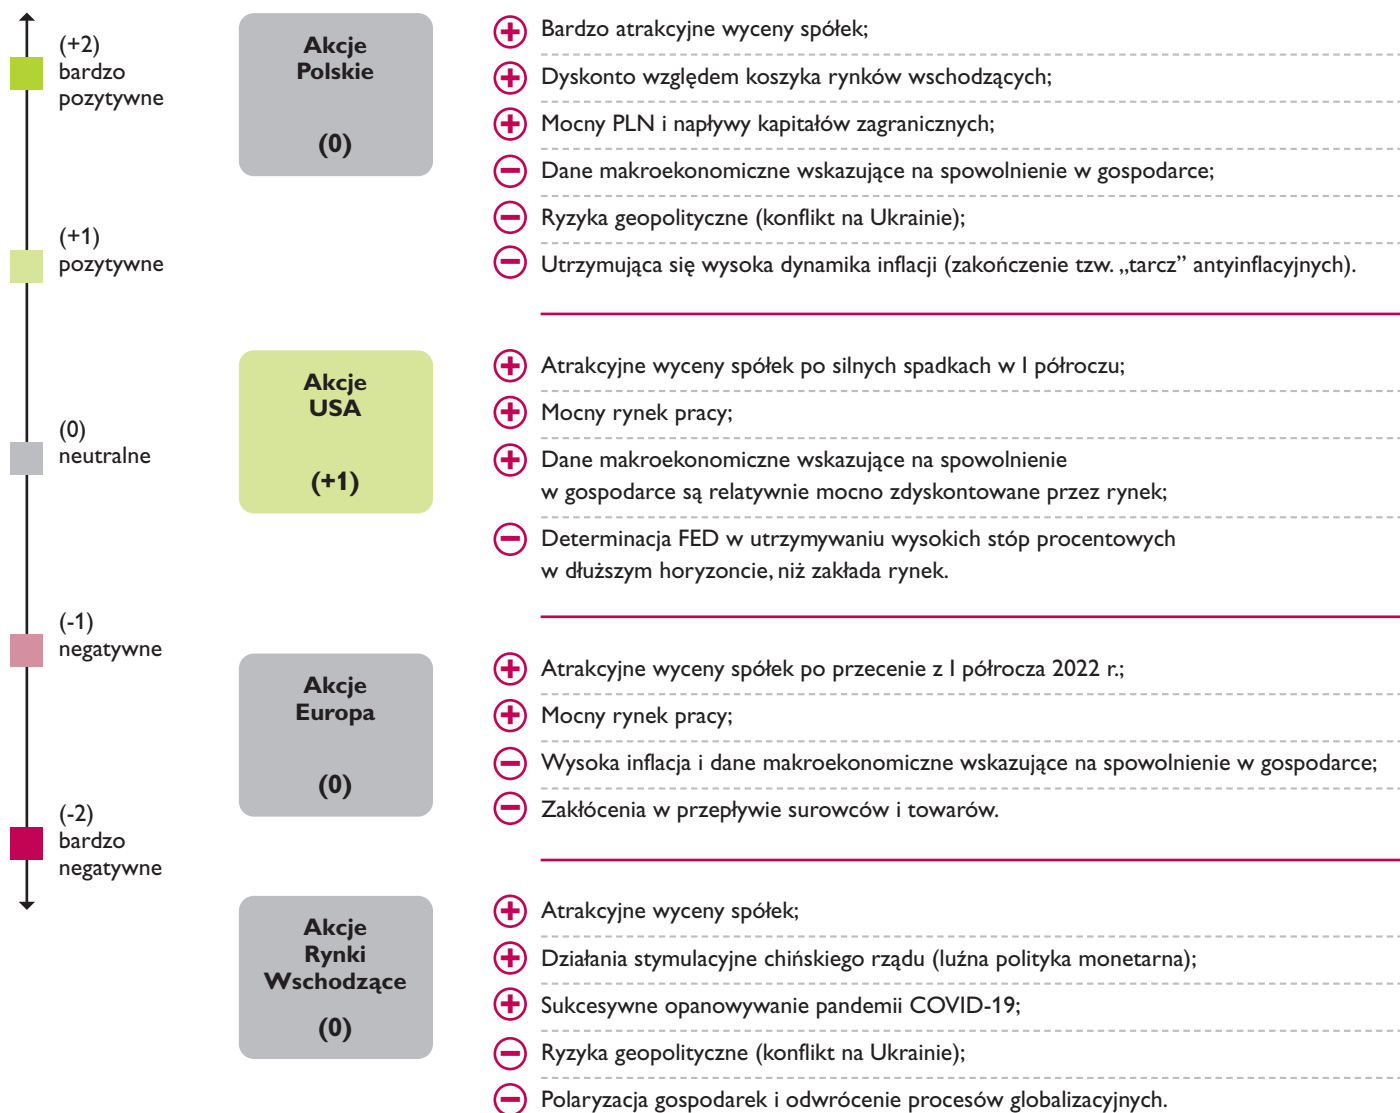 (+2)
bardzo
pozytywne
(+1)
pozytywne
(0)
neutralne
(-1)
negatywne
(-2)
bardzo
negatywne
Akcje
Polskie
(0)
Bardzo atrakcyjne wyceny spółek;
Dyskonto względem koszyka rynków wschodzących;
Mocny PLN i napływy kapitałów zagranicznych;
Dane makroekonomiczne wskazujące na spowolnienie w gospodarce;
Ryzyka geopolityczne (konflikt na Ukrainie);
Utrzymująca się wysoka dynamika inflacji (zakończenie tzw. „tarcz” antyinflacyjnych).
Akcje
USA
(+1)
Atrakcyjne wyceny spółek po silnych spadkach w I półroczu;
Mocny rynek pracy;
Dane makroekonomiczne wskazujące na spowolnienie
w gospodarce są relatywnie mocno zdyskontowane przez rynek;
Determinacja FED w utrzymywaniu wysokich stóp procentowych
w dłuższym horyzoncie, niż zakłada rynek.
Akcje
Europa
(0)
Atrakcyjne wyceny spółek po przecenie z I półrocza 2022 r.;
Mocny rynek pracy;
Wysoka inflacja i dane makroekonomiczne wskazujące na spowolnienie w gospodarce;
Zakłócenia w przepływie surowców i towarów.
Akcje
Rynki
Wschodzące
(0)
Atrakcyjne wyceny spółek;
Działania stymulacyjne chińskiego rządu (luźna polityka monetarna);
Sukcesywne opanowywanie pandemii COVID-19;
Ryzyka geopolityczne (konflikt na Ukrainie);
Polaryzacja gospodarek i odwrócenie procesów globalizacyjnych.